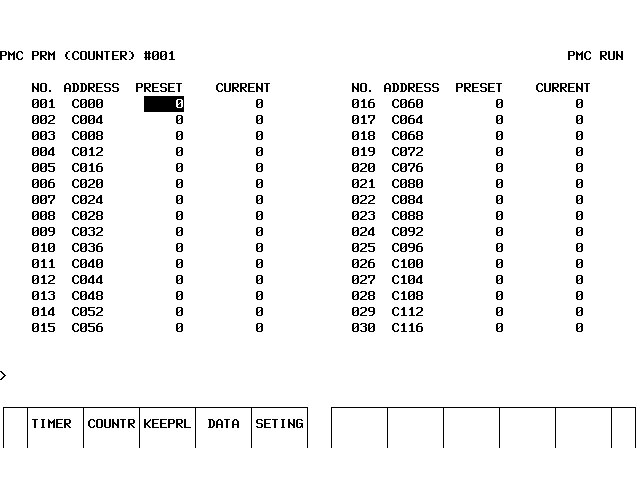 PMC PRM (COUNTER) #001 PMC RUN
NO. ADDRESS PRESET CURRENT NO. ADDRESS PRESET CURRENT
001 C000 0 0 016 C060 0 0
002 C004 0 0 017 C064 0 0
003 C008 0 0 018 C068 0 0
004 C012 0 0 019 C072 0 0
005 C016 0 0 020 C076 0 0
006 C020 0 0 021 C080 0 0
007 C024 0 0 022 C084 0 0
008 C028 0 0 023 C088 0 0
009 C032 0 0 024 C092 0 0
010 C036 0 0 025 C096 0 0
011 C040 0 0 026 C100 0 0
012 C044 0 0 027 C104 0 0
013 C048 0 0 028 C108 0 0
014 C052 0 0 029 C112 0 0
015 C056 0 0 030 C116 0 0
>
TIMER COUNTR KEEPRL DATA SETING